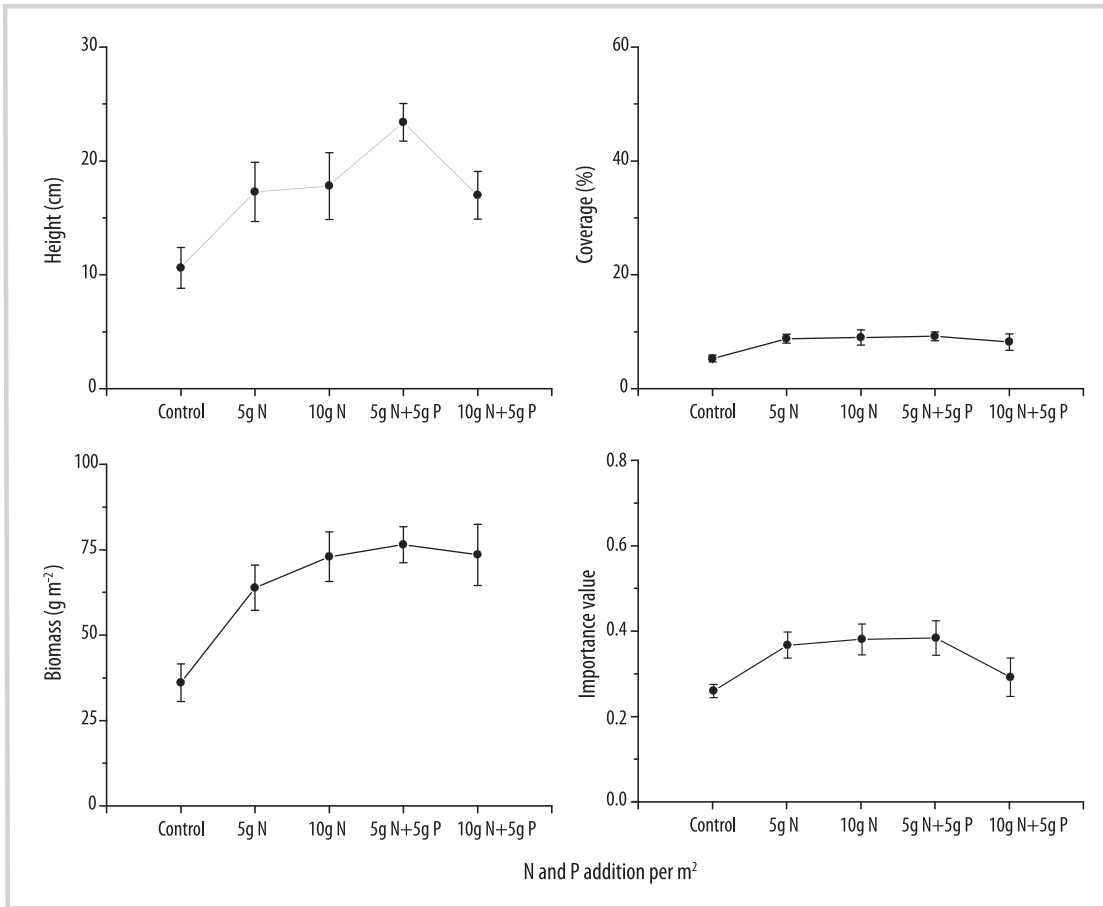 Height (cm)
30
20
10
0
Control 5g N 10g N 5g N+5g P 10g N+5g P
Coverage (%)
60
40
20
0
Control 5g N 10g N 5g N+5g P 10g N+5g P
Biomass (g m⁻²)
100
75
50
25
0
Control 5g N 10g N 5g N+5g P 10g N+5g P
Importance value
0.8
0.6
0.4
0.2
0.0
Control 5g N 10g N 5g N+5g P 10g N+5g P
N and P addition per m²